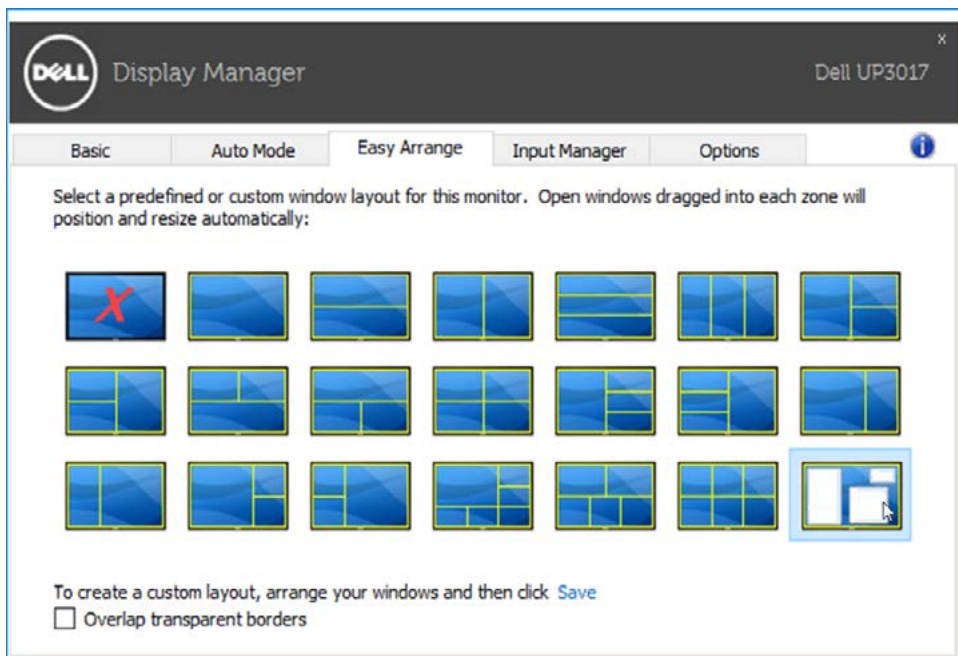 x
DELL Display Manager Dell UP3017
Basic Auto Mode Easy Arrange Input Manager Options i
Select a predefined or custom window layout for this monitor. Open windows dragged into each zone will
position and resize automatically:
X
To create a custom layout, arrange your windows and then click Save
Overlap transparent borders